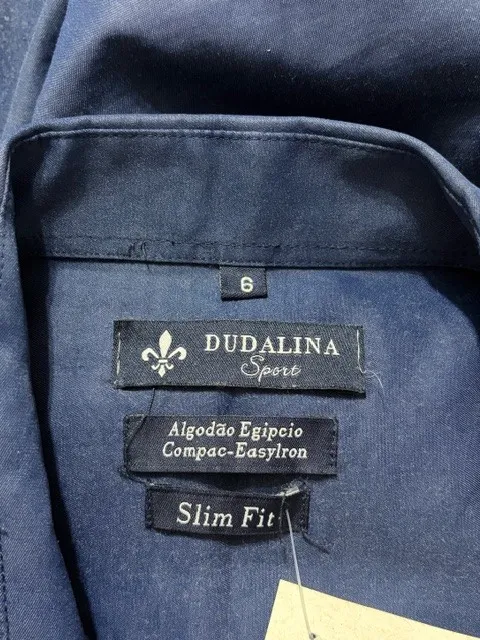 6
DUDALINA
Sport
Algodão Egipcio
Compac-EasyIron
Slim Fit